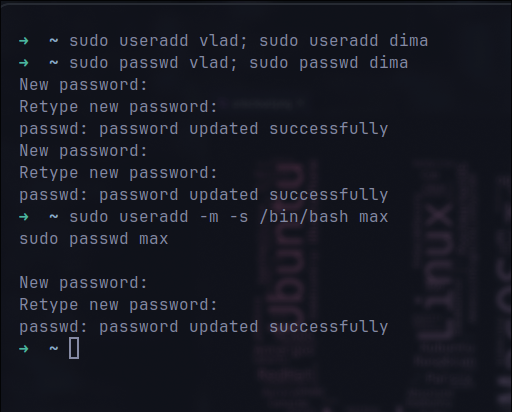 ➜  ~ sudo useradd vlad; sudo useradd dima
➜  ~ sudo passwd vlad; sudo passwd dima
New password:
Retype new password:
passwd: password updated successfully
New password:
Retype new password:
passwd: password updated successfully
➜  ~ sudo useradd -m -s /bin/bash max
sudo passwd max

New password:
Retype new password:
passwd: password updated successfully
➜  ~
Ubuntu
Linux